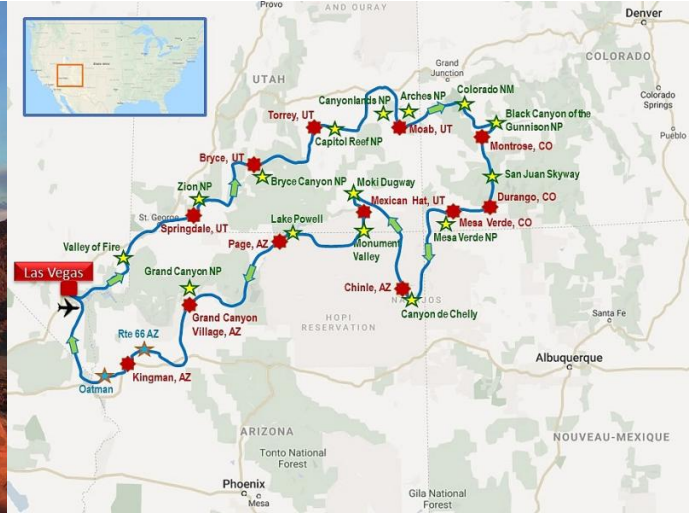 Provo
AND OURAY
Denver
COLORADO
Grand
Junction
UTAH
Colorado NM
Canyonlands NP
Arches NP
Colorado
Springs
Torrey, UT
Moab, UT
Black Canyon of the
Gunnison NP
Pueblo
Capitol Reef NP
Montrose, CO
Bryce, UT
Bryce Canyon NP
Moki Dugway
San Juan Skyway
Zion NP
Mexican Hat, UT
Durango, CO
St. George
Springdale, UT
Lake Powell
Mesa Verde, CO
Mesa Verde NP
Page, AZ
Monument
Valley
Valley of Fire
Las Vegas
Grand Canyon NP
Chinle, AZ
Canyon de Chelly
Grand Canyon
Village, AZ
HOPI
RESERVATION
Santa Fe
Rte 66 AZ
Albuquerque
Oatman
Kingman, AZ
ARIZONA
NOUVEAU-MEXIQUE
Tonto National
Forest
Phoenix
Mesa
Gila National
Forest